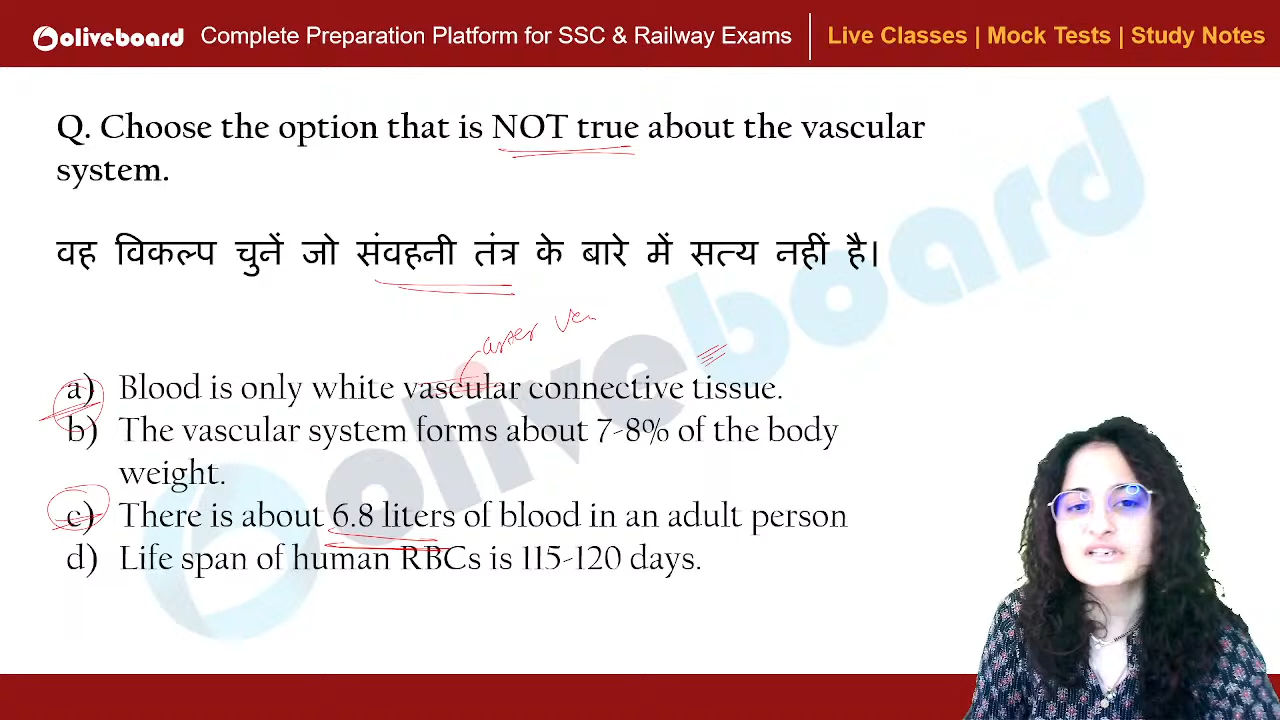 oliveboard Complete Preparation Platform for SSC & Railway Exams Live Classes | Mock Tests | Study Notes
Q. Choose the option that is NOT true about the vascular
system.
वह विकल्प चुनें जो संवहनी तंत्र के बारे में सत्य नहीं है।
a) Blood is only white vascular connective tissue.
b) The vascular system forms about 7-8% of the body
weight.
c) There is about 6.8 liters of blood in an adult person
d) Life span of human RBCs is 115-120 days.
oliveboard